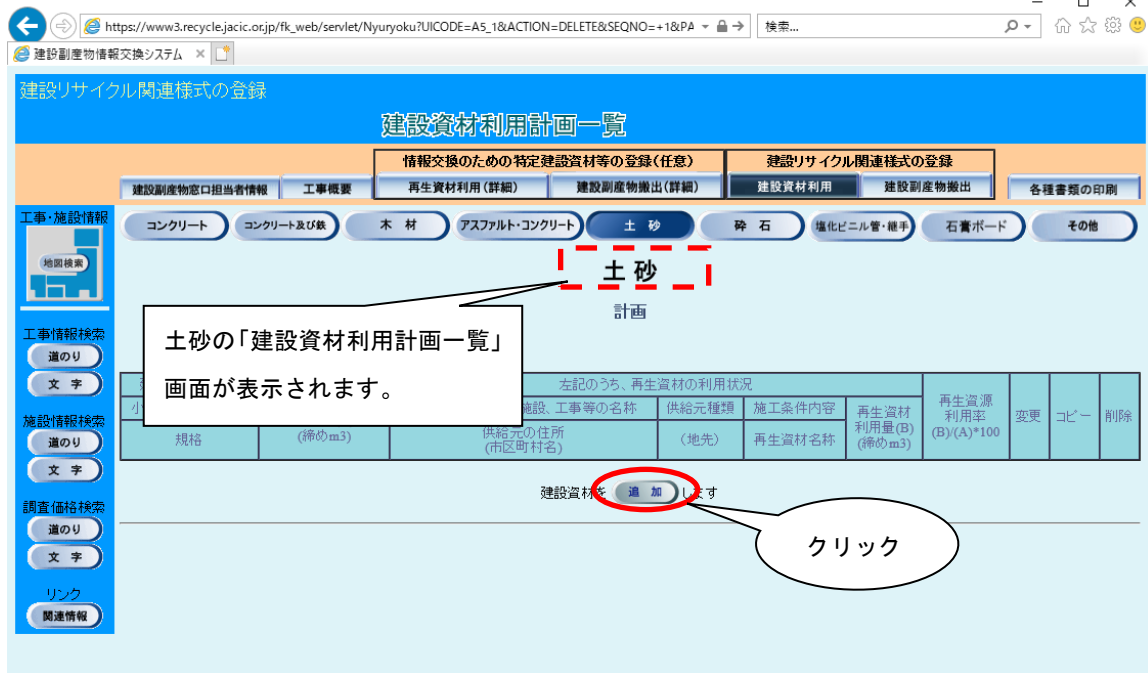 https://www3.recycle.jacic.or.jp/fk_web/servlet/Nyuryoku?UICODE=A5_1&ACTION=DELETE&SEQNO=+1&PA
検索...
建設副産物情報交換システム
建設リサイクル関連様式の登録
建設資材利用計画一覧
情報交換のための特定建設資材等の登録(任意)
建設リサイクル関連様式の登録
建設副産物窓口担当者情報
工事概要
再生資材利用(詳細)
建設副産物搬出(詳細)
建設資材利用
建設副産物搬出
各種書類の印刷
工事・施設情報
地図検索
コンクリート
コンクリート及び鉄
木 材
アスファルト・コンクリート
土 砂
砕 石
塩化ビニル管・継手
石膏ボード
その他
土 砂
計画
土砂の「建設資材利用計画一覧」
画面が表示されます。
工事情報検索
道のり
文 字
施設情報検索
道のり
文 字
調査価格検索
道のり
文 字
リンク
関連情報
左記のうち、再生資材の利用状況
施設、工事等の名称
供給元種類
施工条件内容
再生資材
利用量(B)
(締めm3)
再生資源
利用率
(B)/(A)*100
変更
コピー
削除
規格
(締めm3)
供給元の住所
(市区町村名)
(地先)
再生資材名称
建設資材を 追 加 します
クリック